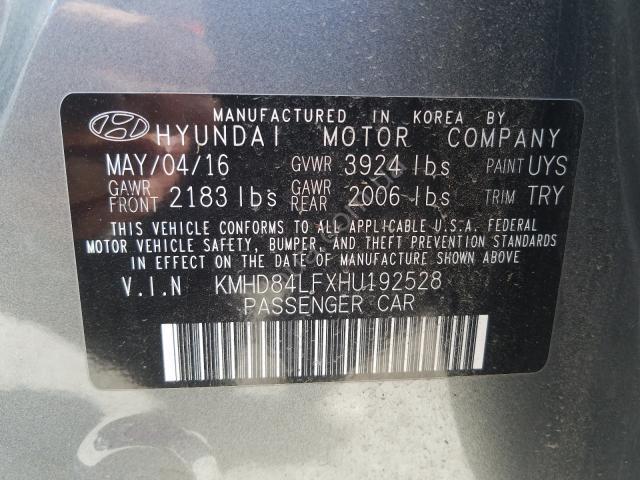 MANUFACTURED IN KOREA BY
HYUNDAI MOTOR COMPANY
MAY/04/16 GVWR 3924 lbs PAINT UYS
GAWR FRONT 2183 lbs GAWR REAR 2006 lbs TRIM TRY
THIS VEHICLE CONFORMS TO ALL APPLICABLE U.S.A. FEDERAL
MOTOR VEHICLE SAFETY, BUMPER, AND THEFT PREVENTION STANDARDS
IN EFFECT ON THE DATE OF MANUFACTURE SHOWN ABOVE.
V.I.N KMHD84LFXHU192528
PASSENGER CAR